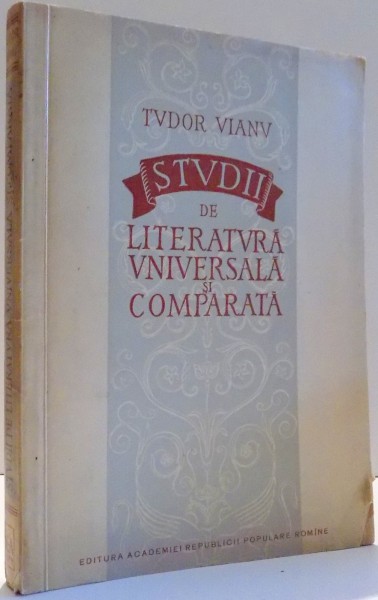 TVDOR VIANV
STVDII
DE
LITERATVRĂ
VNIVERSALĂ
ȘI
COMPARATĂ
EDITURA ACADEMIEI REPUBLICII POPULARE ROMÎNE